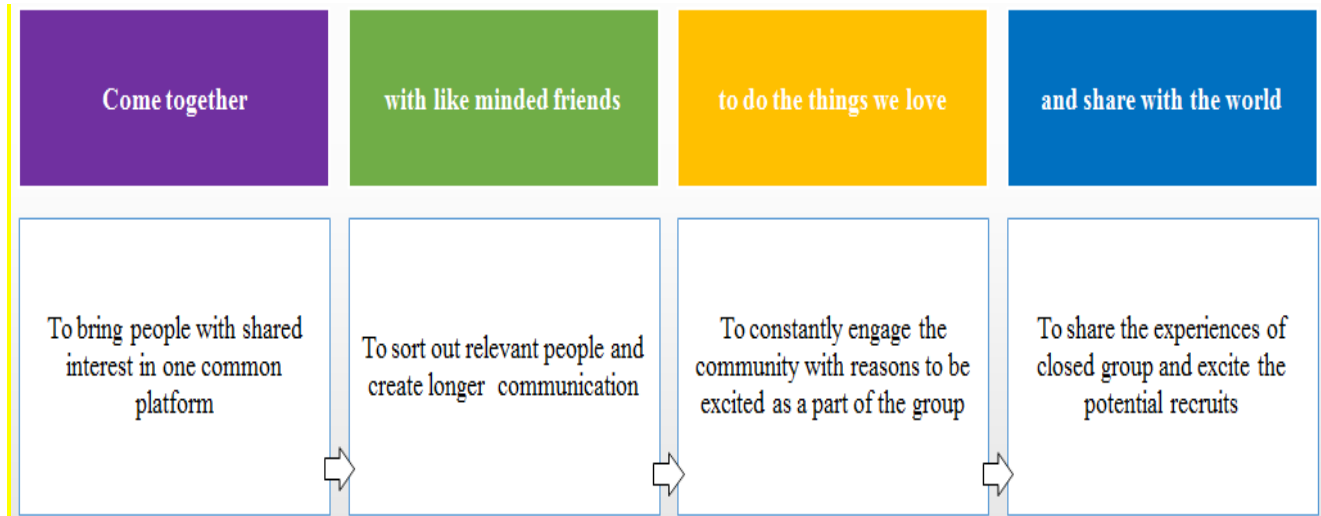 Come together
with like minded friends
to do the things we love
and share with the world
To bring people with shared
interest in one common
platform
To sort out relevant people and
create longer communication
To constantly engage the
community with reasons to be
excited as a part of the group
To share the experiences of
closed group and excite the
potential recruits